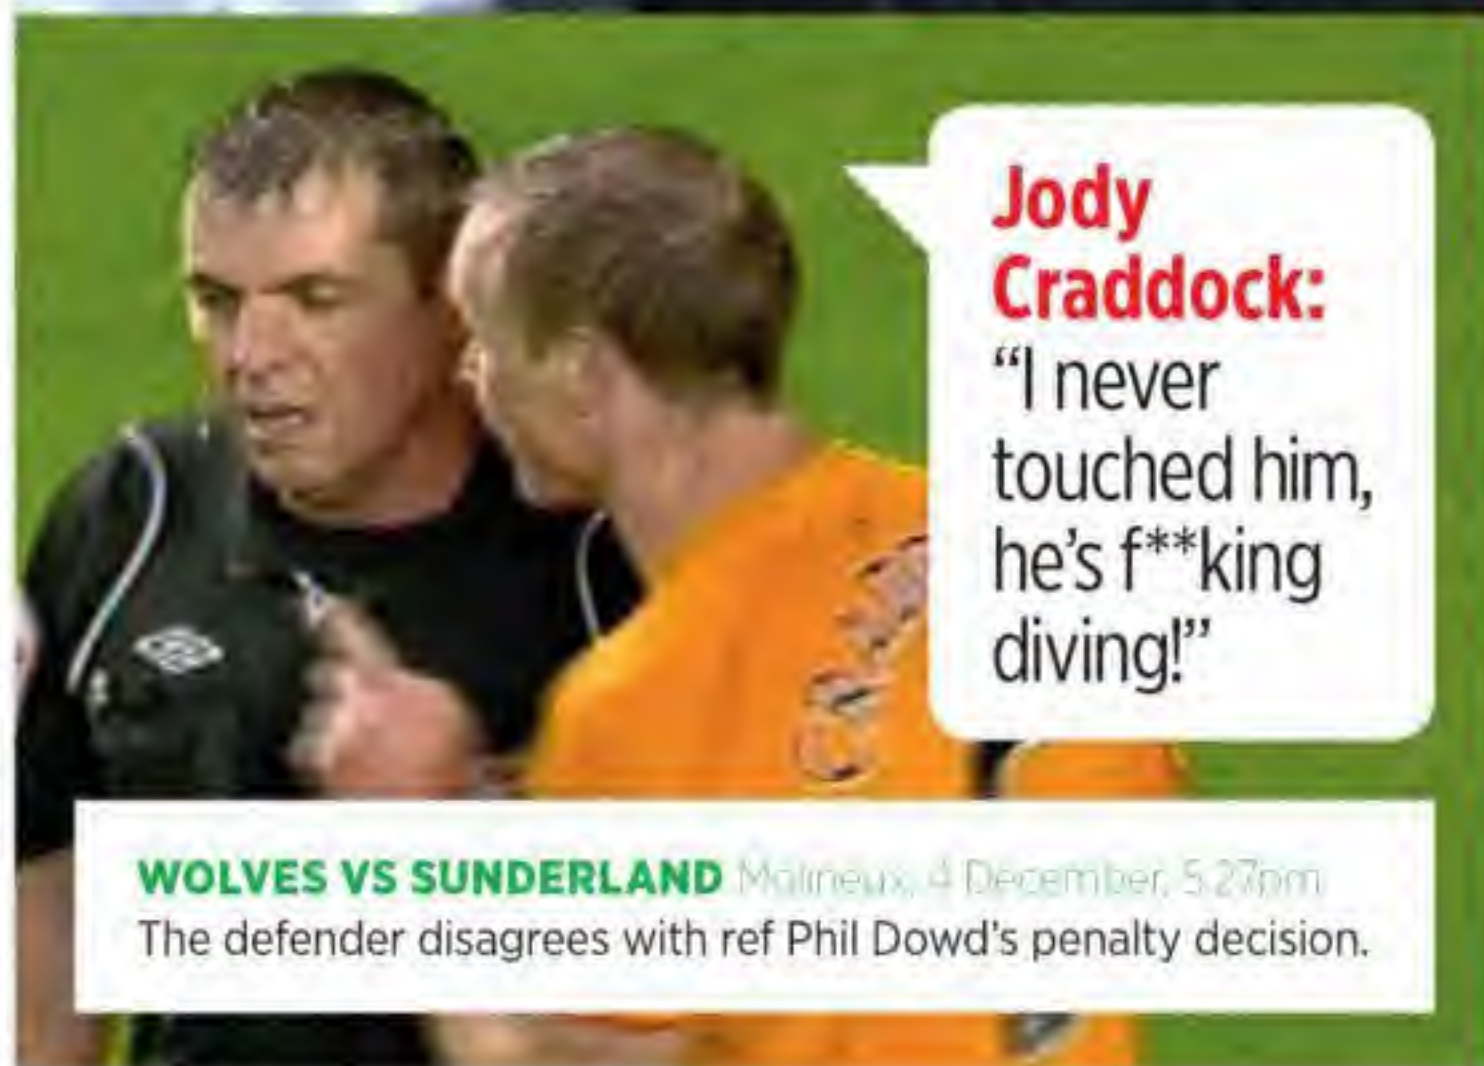 Jody
Craddock:
“I never
touched him,
he’s f**king
diving!”
WOLVES VS SUNDERLAND Molineux, 4 December, 5.27pm
The defender disagrees with ref Phil Dowd’s penalty decision.